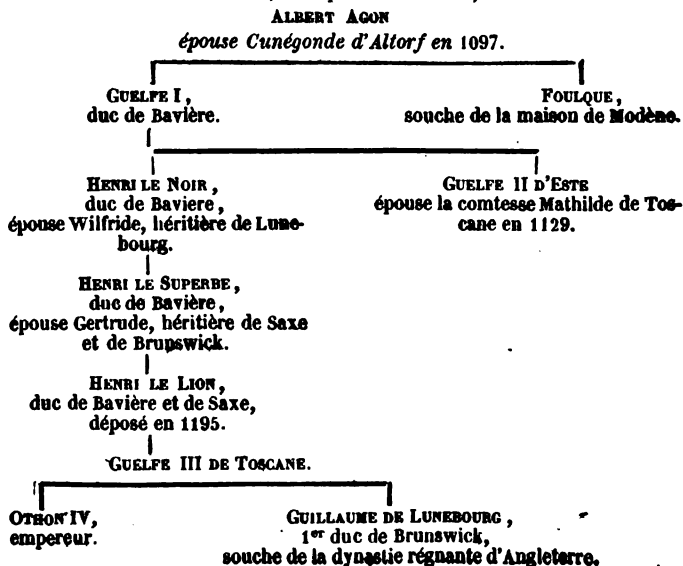 ALBERT AGON
épouse Cunégonde d'Altorf en 1097.
GUELFE I,
duc de Bavière.
FOULQUE,
souche de la maison de Modène.
HENRI LE NOIR,
duc de Baviere,
épouse Wilfride, héritière de Lune-
bourg.
GUELFE II D'ESTE
épouse la comtesse Mathilde de Tos-
cane en 1129.
HENRI LE SUPERBE,
duc de Bavière,
épouse Gertrude, héritière de Saxe
et de Brunswick.
HENRI LE LION,
duc de Bavière et de Saxe,
déposé en 1195.
GUELFE III DE TOSCANE.
OTHON IV,
empereur.
GUILLAUME DE LUNEBOURG,
1er duc de Brunswick,
souche de la dynastie régnante d'Angleterre.